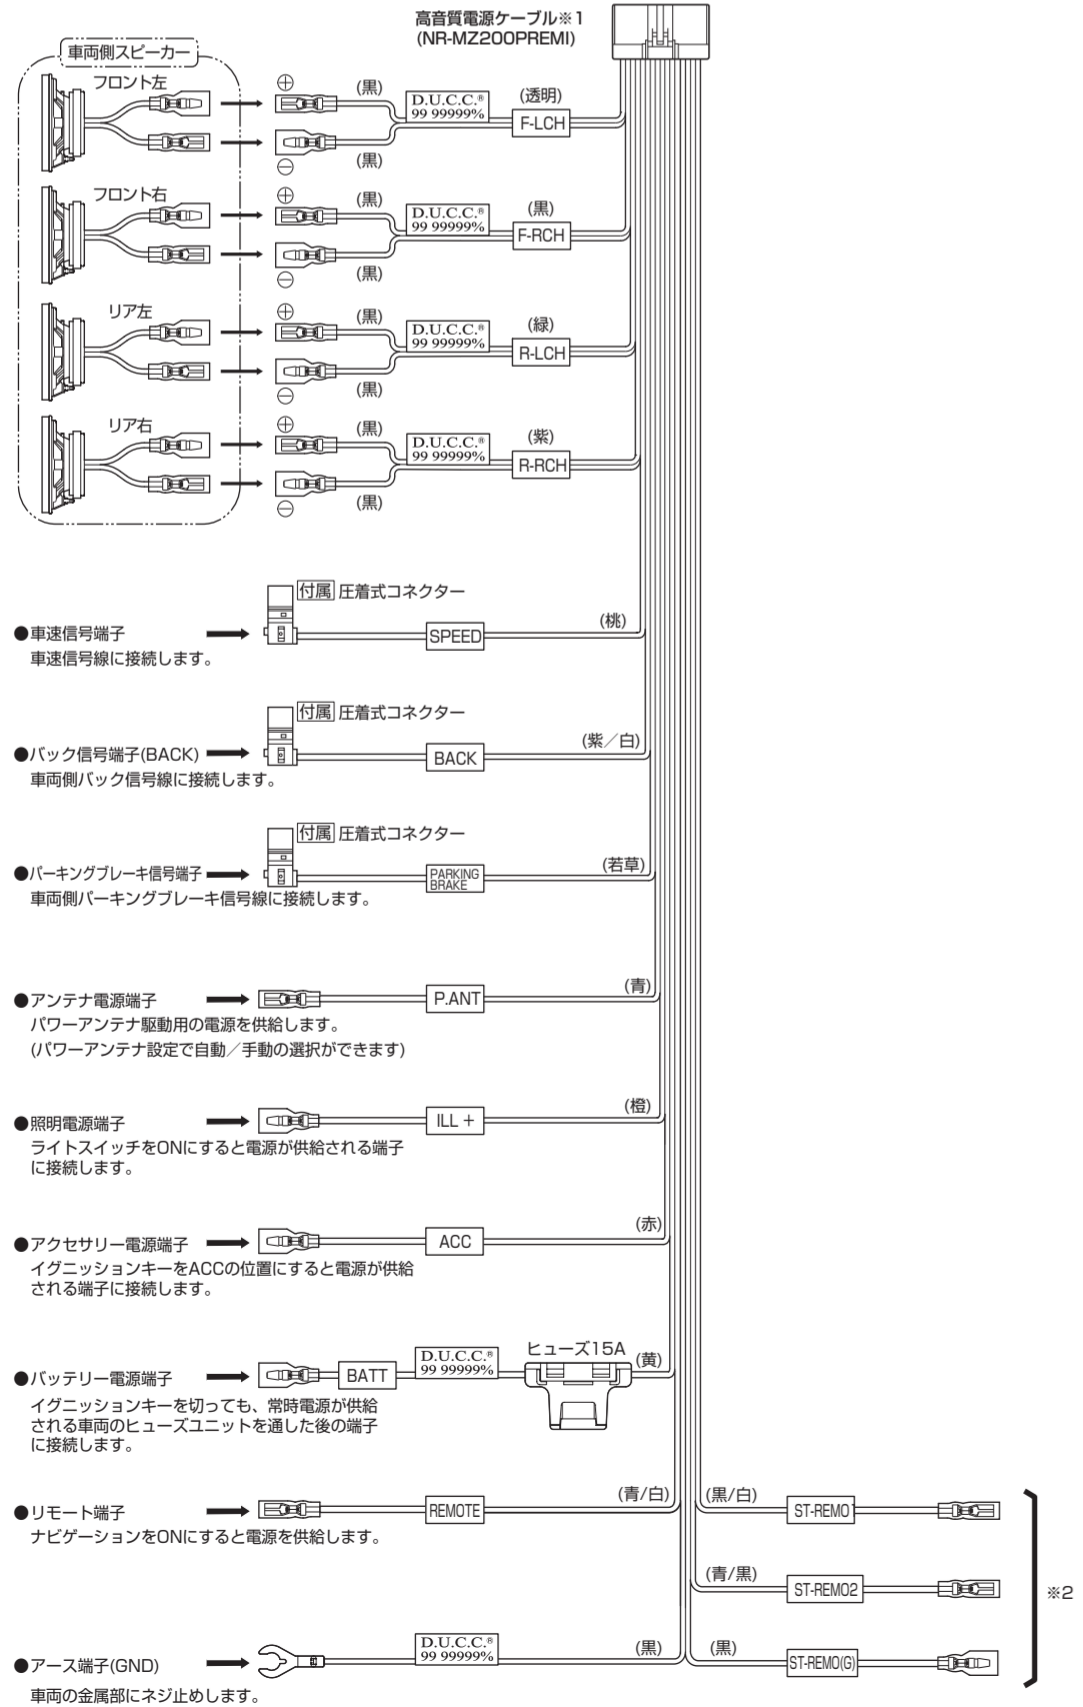 高音質電源ケーブル※1
(NR-MZ200PREMI)
車両側スピーカー
フロント左
⊕
(黒)
D.U.C.C.®
99 99999%
(透明)
F-LCH
⊖
(黒)
フロント右
⊕
(黒)
D.U.C.C.®
99 99999%
(黒)
F-RCH
⊖
(黒)
リア左
⊕
(黒)
D.U.C.C.®
99 99999%
(緑)
R-LCH
⊖
(黒)
リア右
⊕
(黒)
D.U.C.C.®
99 99999%
(紫)
R-RCH
⊖
(黒)
付属 圧着式コネクター
●車速信号端子
SPEED
(桃)
車速信号線に接続します。
付属 圧着式コネクター
●バック信号端子(BACK)
BACK
(紫／白)
車両側バック信号線に接続します。
付属 圧着式コネクター
●パーキングブレーキ信号端子
PARKING
BRAKE
(若草)
車両側パーキングブレーキ信号線に接続します。
●アンテナ電源端子
P.ANT
(青)
パワーアンテナ駆動用の電源を供給します。
(パワーアンテナ設定で自動／手動の選択ができます)
●照明電源端子
ILL +
(橙)
ライトスイッチをONにすると電源が供給される端子
に接続します。
●アクセサリー電源端子
ACC
(赤)
イグニッションキーをACCの位置にすると電源が供給
される端子に接続します。
●バッテリー電源端子
BATT
D.U.C.C.®
99 99999%
ヒューズ15A
(黄)
イグニッションキーを切っても、常時電源が供給
される車両のヒューズユニットを通した後の端子
に接続します。
●リモート端子
REMOTE
(青/白)
ナビゲーションをONにすると電源を供給します。
(黒/白)
ST-REMO1
(青/黒)
ST-REMO2
※2
●アース端子(GND)
D.U.C.C.®
99 99999%
(黒)
(黒)
ST-REMO(G)
車両の金属部にネジ止めします。